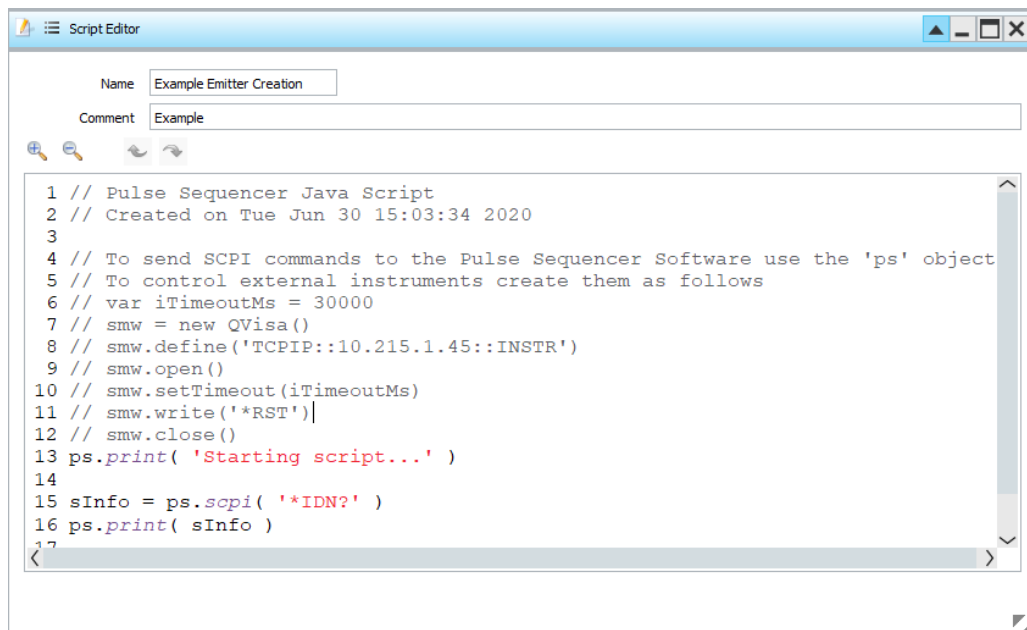 Script Editor
Name Example Emitter Creation
Comment Example
1 // Pulse Sequencer Java Script
2 // Created on Tue Jun 30 15:03:34 2020
3
4 // To send SCPI commands to the Pulse Sequencer Software use the 'ps' object
5 // To control external instruments create them as follows
6 // var iTimeoutMs = 30000
7 // smw = new QVisa()
8 // smw.define('TCPIP::10.215.1.45::INSTR')
9 // smw.open()
10 // smw.setTimeout(iTimeoutMs)
11 // smw.write('*RST')
12 // smw.close()
13 ps.print( 'Starting script...' )
14
15 sInfo = ps.scpi( '*IDN?' )
16 ps.print( sInfo )
17